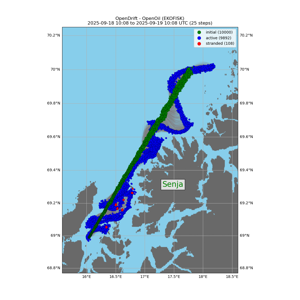 OpenDrift - OpenOil (EKOFISK)
2025-09-18 10:08 to 2025-09-19 10:08 UTC (25 steps)
initial (10000)
active (9892)
stranded (108)
70.2°N 70.2°N
70°N 70°N
69.8°N 69.8°N
69.6°N 69.6°N
69.4°N 69.4°N
Senja
69.2°N 69.2°N
69°N 69°N
68.8°N 68.8°N
16°E 16.5°E 17°E 17.5°E 18°E 18.5°E